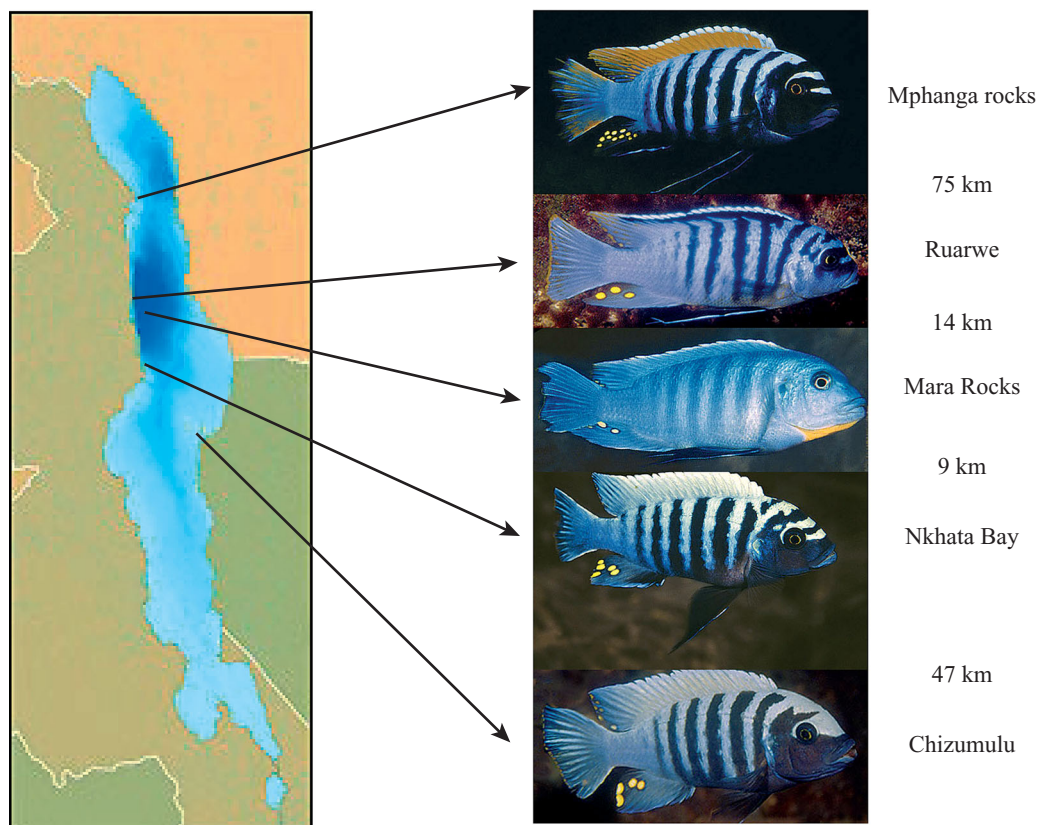 Mphanga rocks
75 km
Ruarwe
14 km
Mara Rocks
9 km
Nkhata Bay
47 km
Chizumulu